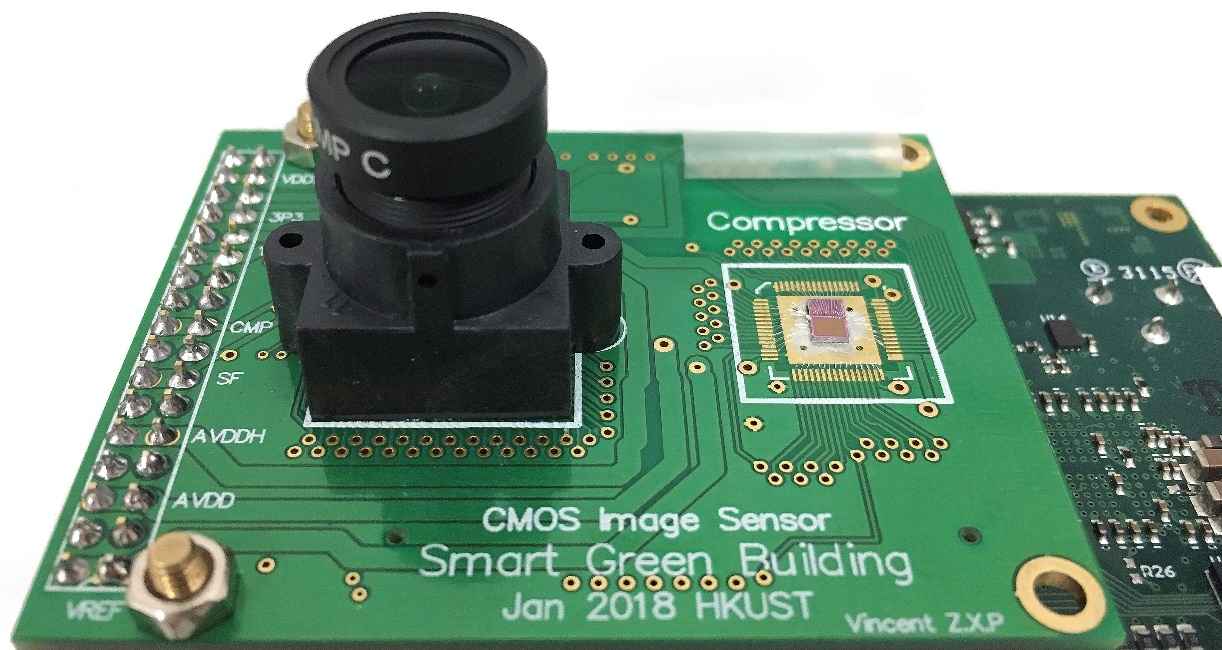 MP C
VDD
3P3
Compressor
3115
CMP
SF
AVDDH
AVDD
CMOS Image Sensor
Smart Green Building
R26
Jan 2018 HKUST
VREF
Vincent Z.X.P